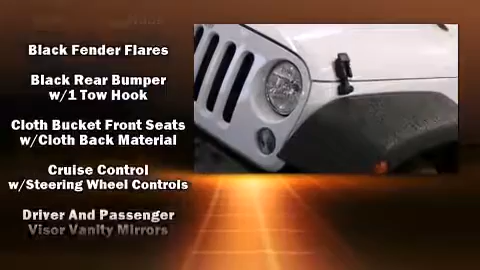 Black Fender Flares
Black Rear Bumper
w/1 Tow Hook
Cloth Bucket Front Seats
w/Cloth Back Material
Cruise Control
w/Steering Wheel Controls
Driver And Passenger
Visor Vanity Mirrors